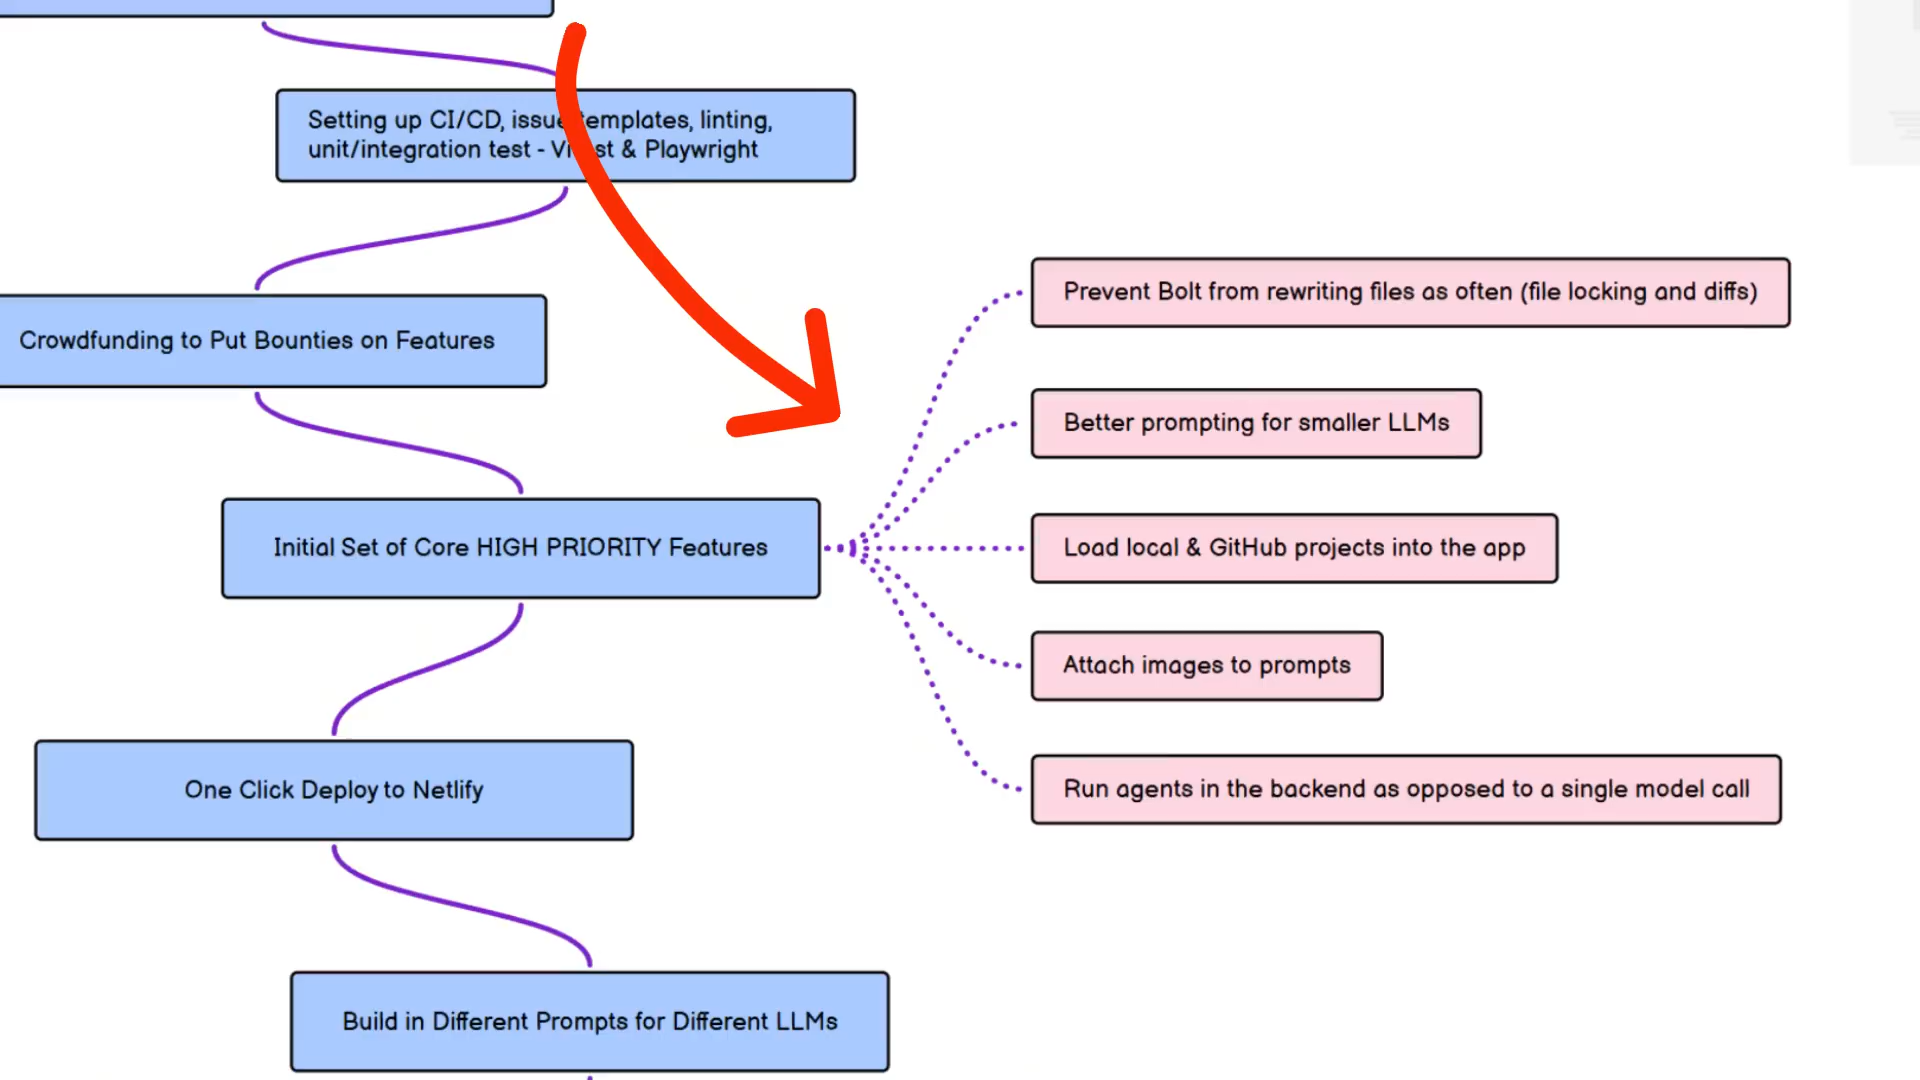 Setting up CI/CD, issue templates, linting,
unit/integration test - Vitest & Playwright
Crowdfunding to Put Bounties on Features
Initial Set of Core HIGH PRIORITY Features
Prevent Bolt from rewriting files as often (file locking and diffs)
Better prompting for smaller LLMs
Load local & GitHub projects into the app
Attach images to prompts
Run agents in the backend as opposed to a single model call
One Click Deploy to Netlify
Build in Different Prompts for Different LLMs